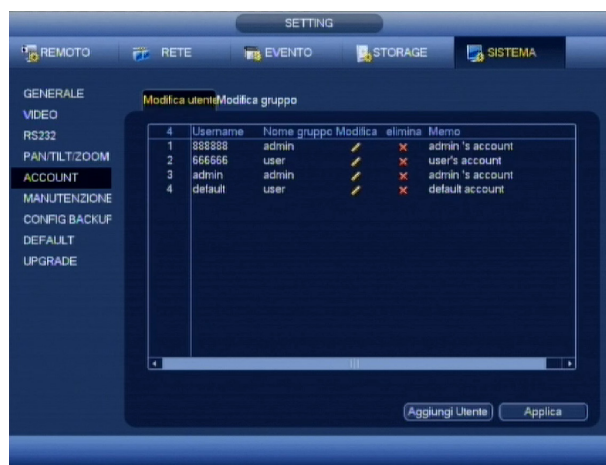 SETTING
REMOTO RETE EVENTO STORAGE SISTEMA
GENERALE
VIDEO
RS232
PAN/TILT/ZOOM
ACCOUNT
MANUTENZIONE
CONFIG BACKUP
DEFAULT
UPGRADE
Modifica utente Modifica gruppo
4 Username Nome gruppo Modifica elimina Memo
1 888888 admin admin 's account
2 666666 user user's account
3 admin admin admin 's account
4 default user default account
Aggiungi Utente Applica